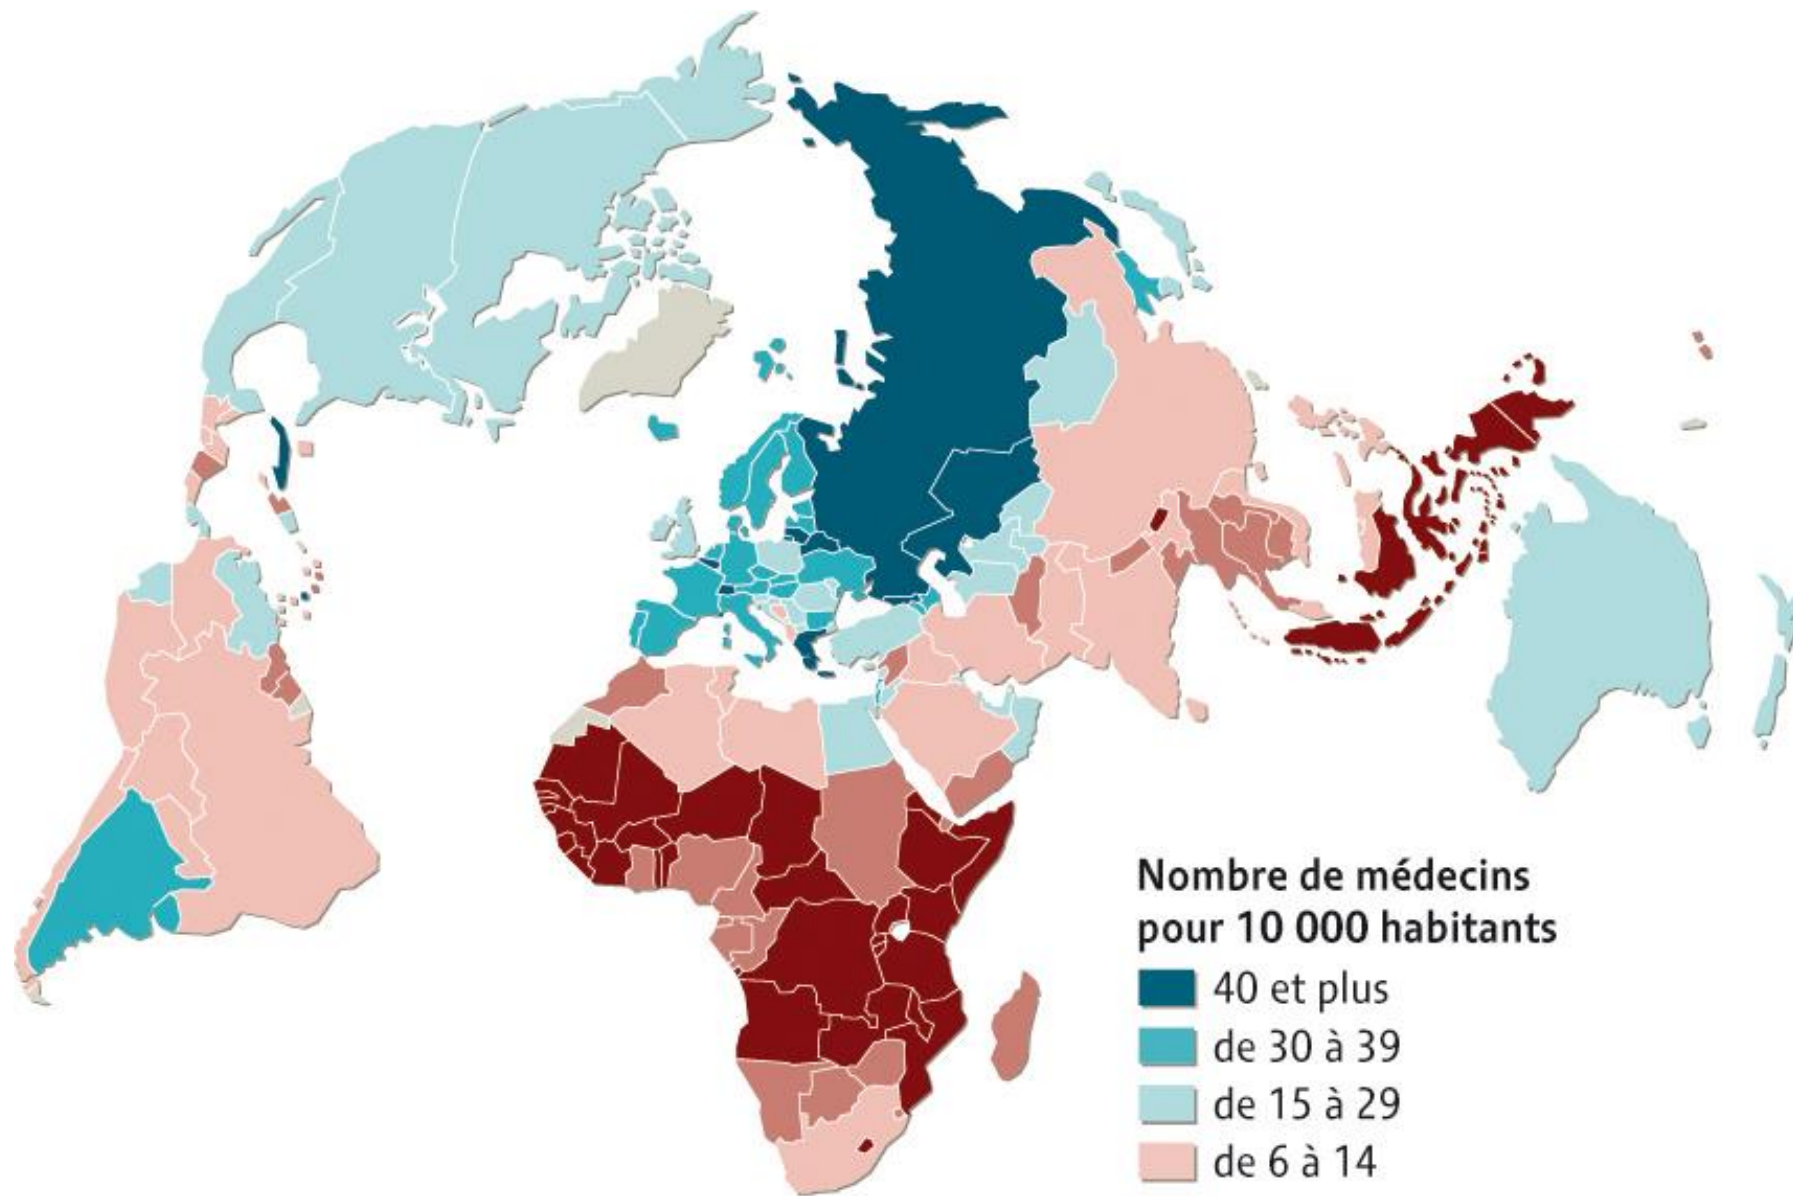 Nombre de médecins
pour 10 000 habitants
40 et plus
de 30 à 39
de 15 à 29
de 6 à 14